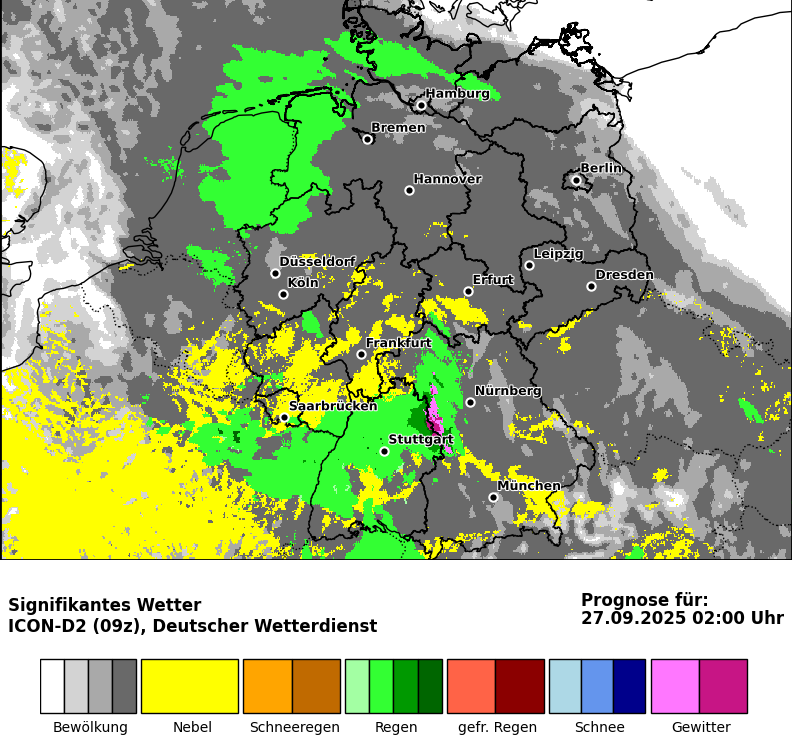 Hamburg
Bremen
Berlin
Hannover
Leipzig
Düsseldorf
Köln
Erfurt
Dresden
Frankfurt
Nürnberg
Saarbrücken
Stuttgart
München
Signifikantes Wetter
ICON-D2 (09z), Deutscher Wetterdienst
Prognose für:
27.09.2025 02:00 Uhr
Bewölkung
Nebel
Schneeregen
Regen
gefr. Regen
Schnee
Gewitter